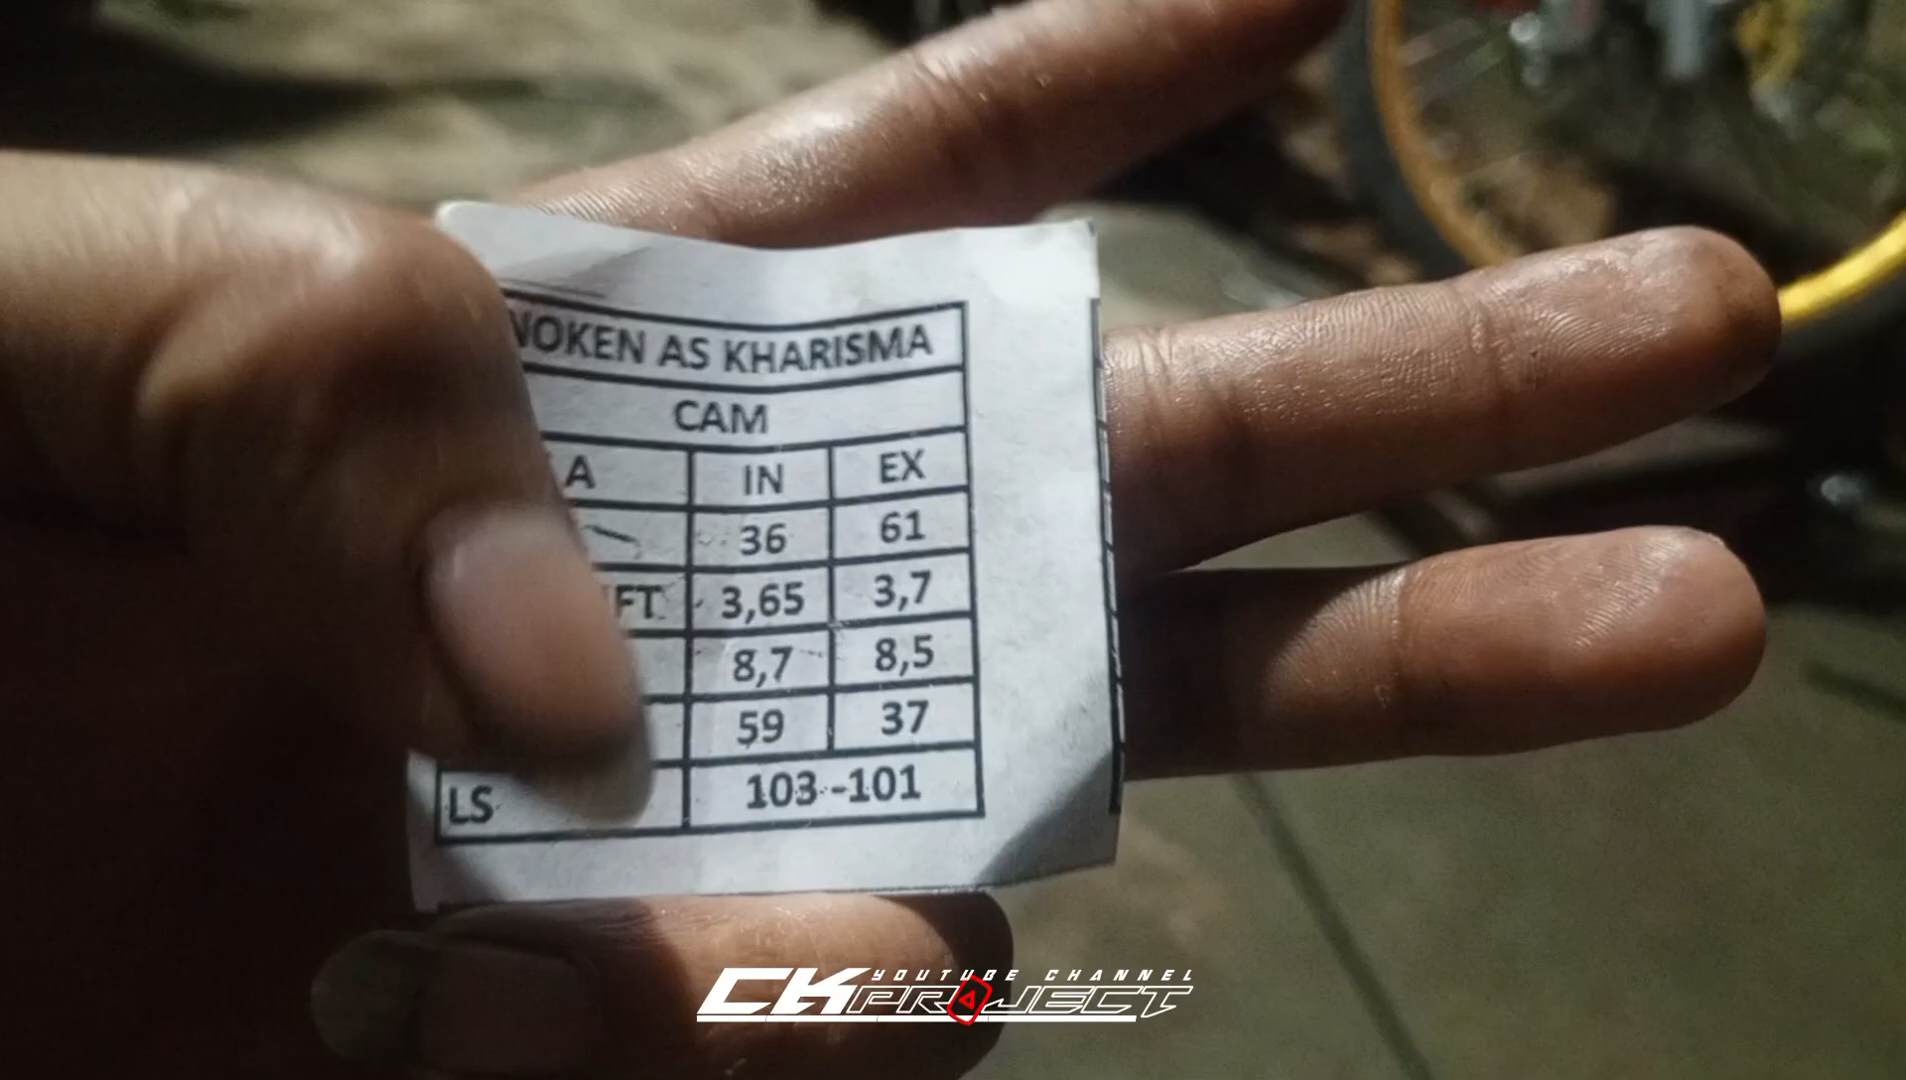 NOKEN AS KHARISMA
CAM
A IN EX
36 61
FT 3,65 3,7
8,7 8,5
59 37
LS 103-101
YOUTUBE CHANNEL
CK PROJECT